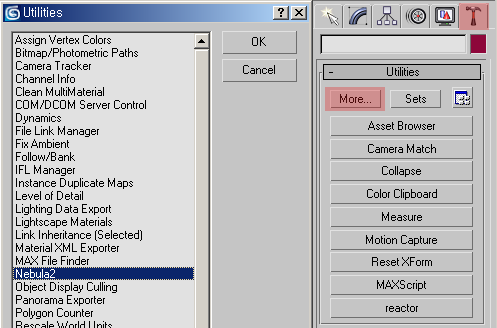 Utilities
Assign Vertex Colors
Bitmap/Photometric Paths
Camera Tracker
Channel Info
Clean MultiMaterial
COM/DCOM Server Control
Dynamics
File Link Manager
Fix Ambient
Follow/Bank
IFL Manager
Instance Duplicate Maps
Level of Detail
Lighting Data Export
Lightscape Materials
Link Inheritance (Selected)
Material XML Exporter
MAX File Finder
Nebula2
Object Display Culling
Panorama Exporter
Polygon Counter
Rescale World Units
OK
Cancel
- Utilities
More...
Sets
Asset Browser
Camera Match
Collapse
Color Clipboard
Measure
Motion Capture
Reset XForm
MAXScript
reactor